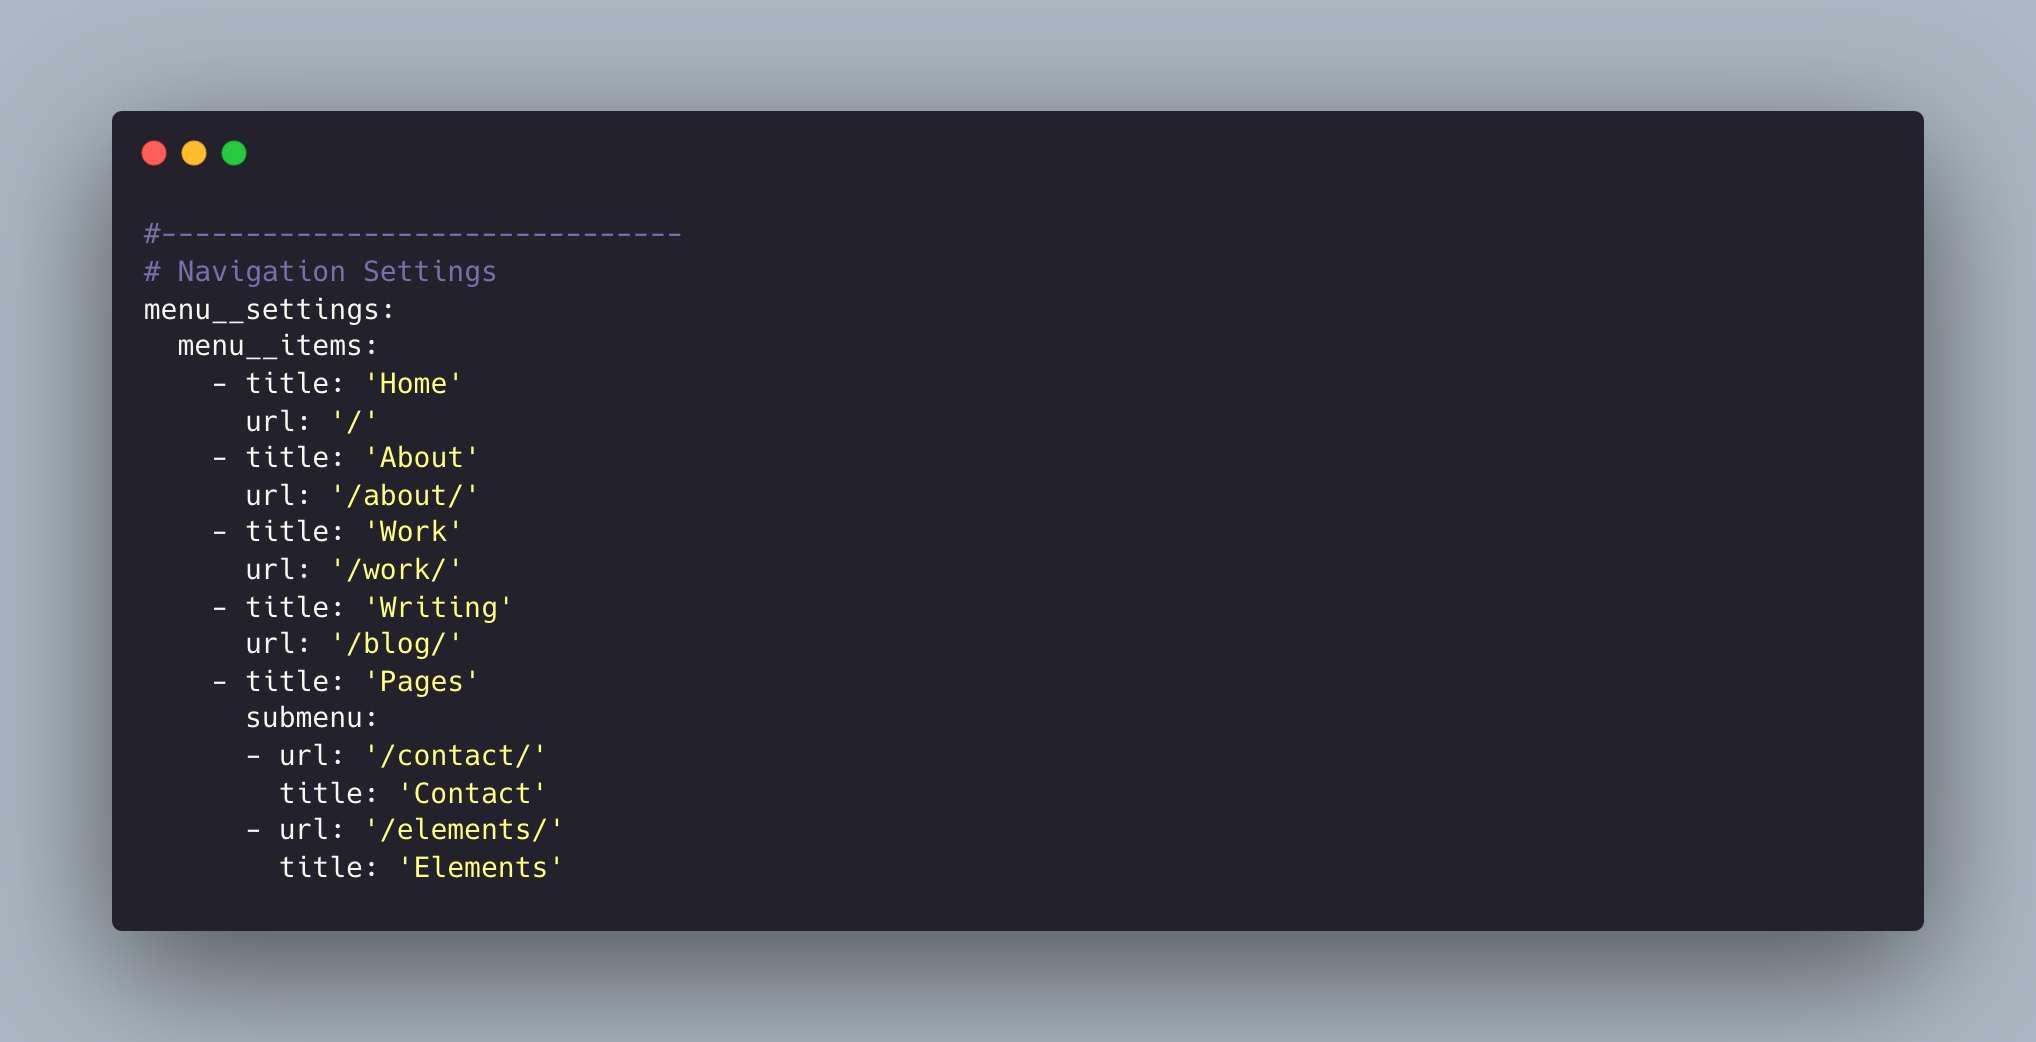 #-------------------------------
# Navigation Settings
menu__settings:
  menu__items:
    - title: 'Home'
      url: '/'
    - title: 'About'
      url: '/about/'
    - title: 'Work'
      url: '/work/'
    - title: 'Writing'
      url: '/blog/'
    - title: 'Pages'
      submenu:
      - url: '/contact/'
        title: 'Contact'
      - url: '/elements/'
        title: 'Elements'